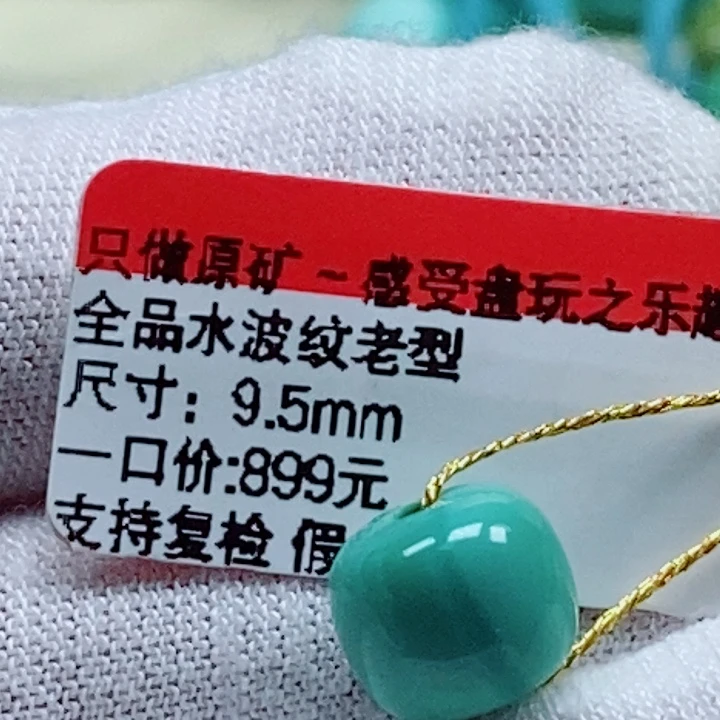 只做原矿～感受盘玩之乐趣
全品水波纹老型
尺寸：9.5mm
一口价:899元
支持复检 假